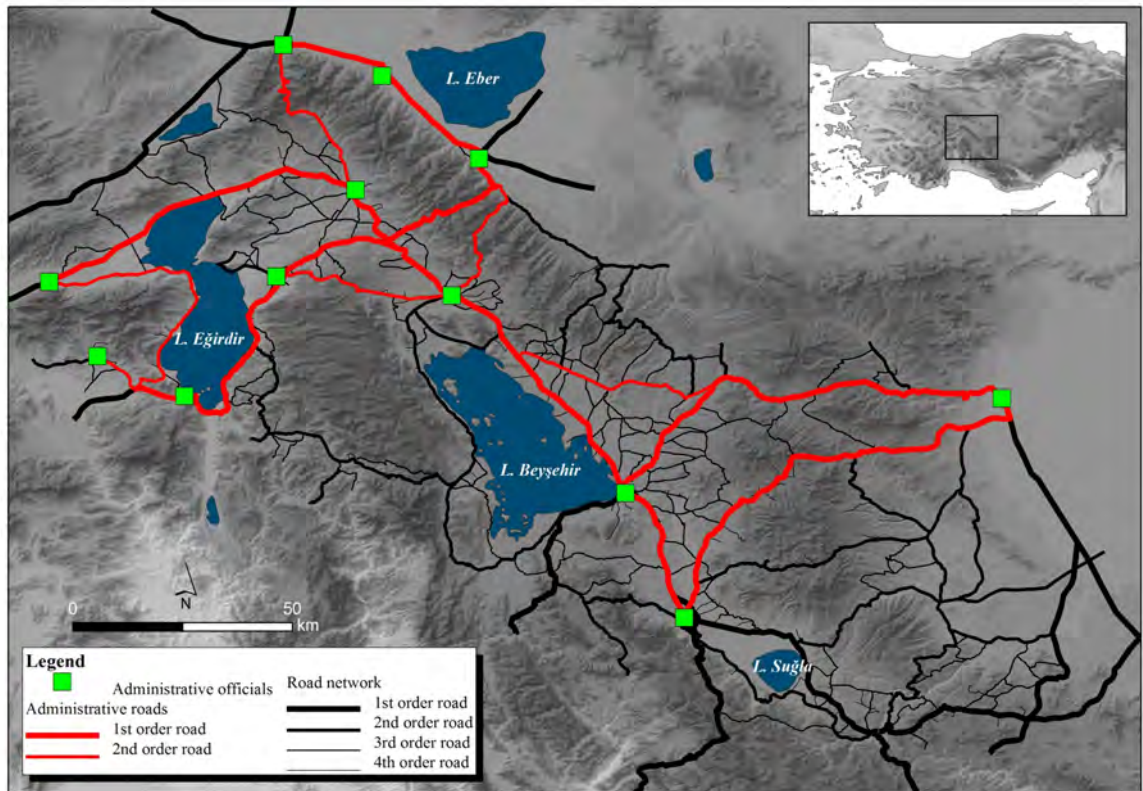 L. Eber
L. Eğirdir
L. Beyşehir
L. Suğla
N
0 50
km
Legend
Administrative officials
Administrative roads
1st order road
2nd order road
Road network
1st order road
2nd order road
3rd order road
4th order road